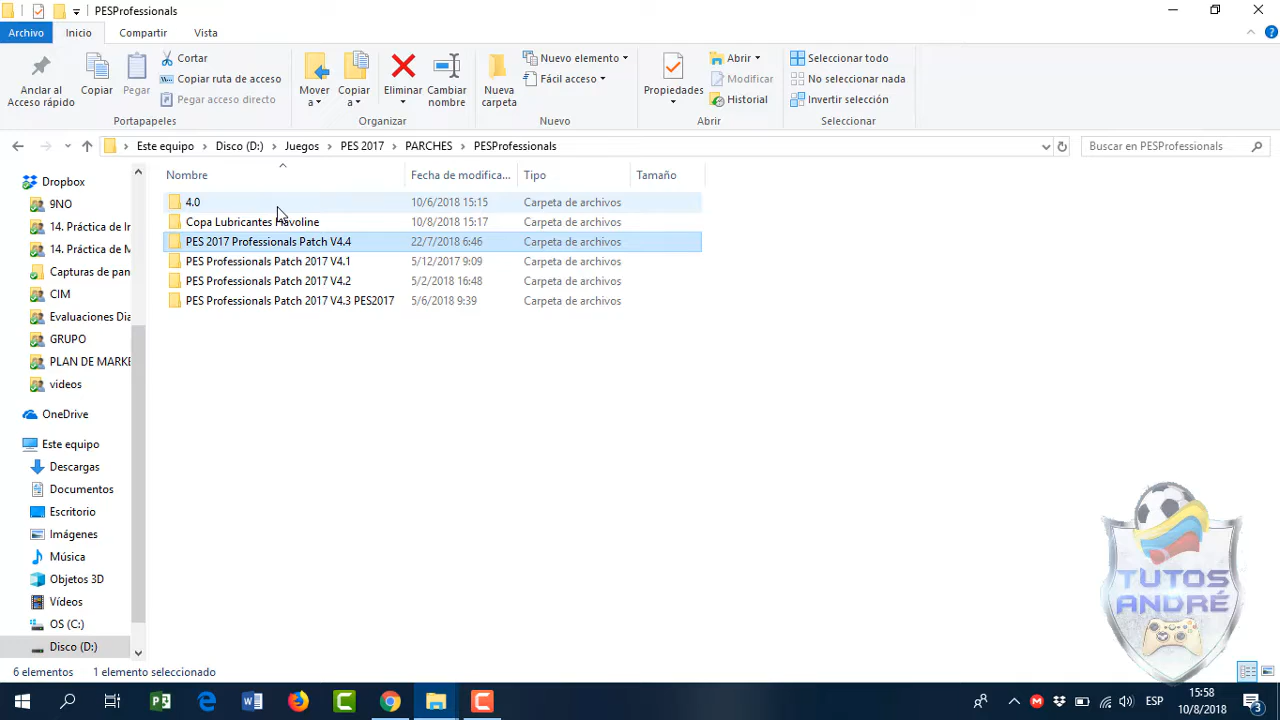 PESProfessionals
Archivo Inicio Compartir Vista
Anclar al Acceso rápido
Copiar
Pegar
Cortar
Copiar ruta de acceso
Pegar acceso directo
Portapapeles
Mover a
Copiar a
Eliminar
Cambiar nombre
Organizar
Nueva carpeta
Nuevo elemento
Fácil acceso
Nuevo
Propiedades
Abrir
Modificar
Historial
Abrir
Seleccionar todo
No seleccionar nada
Invertir selección
Seleccionar
Este equipo > Disco (D:) > Juegos > PES 2017 > PARCHES > PESProfessionals
Buscar en PESProfessionals
Nombre Fecha de modifica... Tipo Tamaño
4.0 10/6/2018 15:15 Carpeta de archivos
Copa Lubricantes Havoline 10/8/2018 15:17 Carpeta de archivos
PES 2017 Professionals Patch V4.4 22/7/2018 6:46 Carpeta de archivos
PES Professionals Patch 2017 V4.1 5/12/2017 9:09 Carpeta de archivos
PES Professionals Patch 2017 V4.2 5/2/2018 16:48 Carpeta de archivos
PES Professionals Patch 2017 V4.3 PES2017 5/6/2018 9:39 Carpeta de archivos
Dropbox
9NO
14. Práctica de Ir
14. Práctica de M
Capturas de pan
CIM
Evaluaciones Dia
GRUPO
PLAN DE MARKE
videos
OneDrive
Este equipo
Descargas
Documentos
Escritorio
Imágenes
Música
Objetos 3D
Vídeos
OS (C:)
Disco (D:)
TUTOS
ANDRÉ
6 elementos 1 elemento seleccionado
ESP
15:58
10/8/2018
3